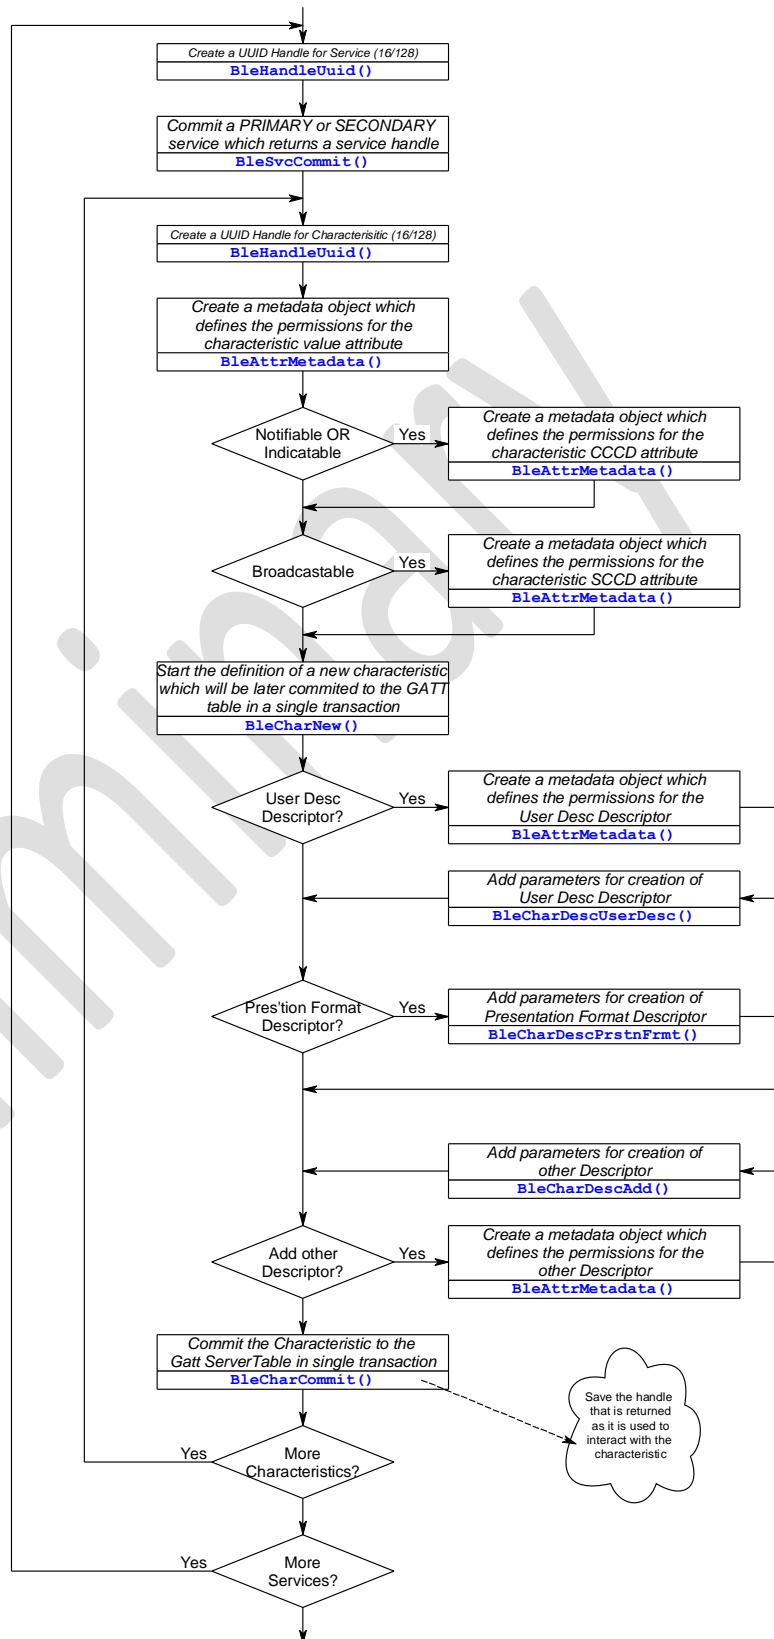 Create a UUID Handle for Service (16/128)
BleHandleUuid()
Commit a PRIMARY or SECONDARY
service which returns a service handle
BleSvcCommit()
Create a UUID Handle for Characterisitic (16/128)
BleHandleUuid()
Create a metadata object which
defines the permissions for the
characteristic value attribute
BleAttrMetadata()
Notifiable OR
Indicatable
Yes
Create a metadata object which
defines the permissions for the
characteristic CCCD attribute
BleAttrMetadata()
Broadcastable
Yes
Create a metadata object which
defines the permissions for the
characteristic SCCD attribute
BleAttrMetadata()
Start the definition of a new characteristic
which will be later commited to the GATT
table in a single transaction
BleCharNew()
User Desc
Descriptor?
Yes
Create a metadata object which
defines the permissions for the
User Desc Descriptor
BleAttrMetadata()
Add parameters for creation of
User Desc Descriptor
BleCharDescUserDesc()
Pres'tion Format
Descriptor?
Yes
Add parameters for creation of
Presentation Format Descriptor
BleCharDescPrstnFrmt()
Add parameters for creation of
other Descriptor
BleCharDescAdd()
Add other
Descriptor?
Yes
Create a metadata object which
defines the permissions for the
other Descriptor
BleAttrMetadata()
Commit the Characteristic to the
Gatt ServerTable in single transaction
BleCharCommit()
Save the handle
that is returned
as it is used to
interact with the
characteristic
Yes
More
Characteristics?
Yes
More
Services?
minary